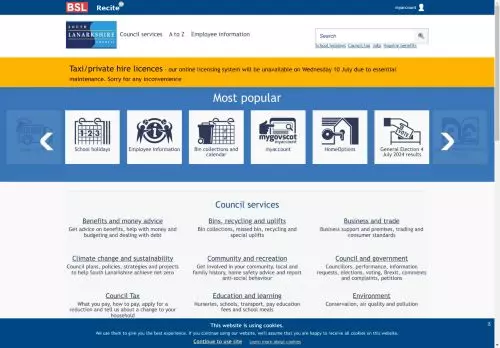 BSL
Recite
myaccount
SOUTH
LANARKSHIRE
COUNCIL
Council services
A to Z
Employee information
Search
School holidays
Council tax
Jobs
Housing benefits
Taxi/private hire licences - our online licensing system will be unavailable on Wednesday 10 July due to essential
maintenance. Sorry for any inconvenience
Most popular
1 2 3
mygovscot
myaccount
School holidays
Employee Information
Bin collections and
calendar
myaccount
HomeOptions
General Election 4
July 2024 results
Council services
Benefits and money advice
Get advice on benefits, help with money and
budgeting and dealing with debt
Bins, recycling and uplifts
Bin collections, missed bin, recycling and
special uplifts
Business and trade
Business support and premises, trading and
consumer standards
Climate change and sustainability
Council plans, policies, strategies and projects
to help South Lanarkshire achieve net zero
Community and recreation
Get involved in your community, local and
family history, home safety advice and report
anti-social behaviour
Council and government
Councillors, performance, information
requests, elections, voting, Brexit, comments
and complaints, petitions
Council Tax
What you pay, how to pay, apply for a
reduction and tell us about a change to your
household
Education and learning
Nurseries, schools, transport, pay education
fees and school meals
Environment
Conservation, air quality and pollution
This website is using cookies.
We use them to give you the best experience. If you continue using our website, we'll assume that you are happy to receive all cookies on this website.
Continue to use site
Learn more about cookies
x